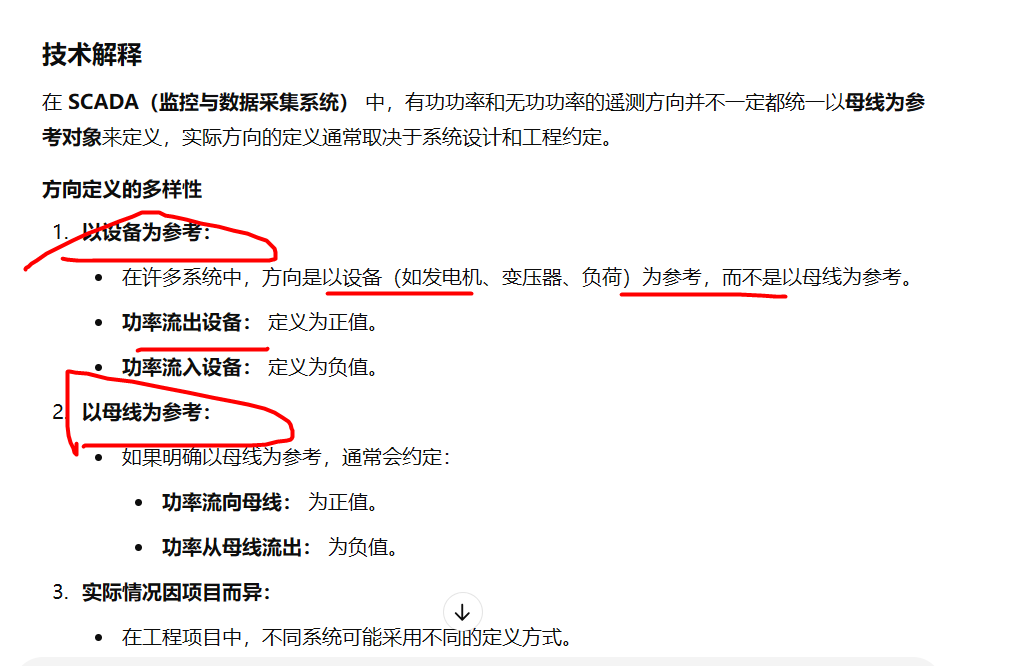 技术解释
在 SCADA（监控与数据采集系统） 中，有功功率和无功功率的遥测方向并不一定都统一以母线为参
考对象来定义，实际方向的定义通常取决于系统设计和工程约定。
方向定义的多样性
1. 以设备为参考：
• 在许多系统中，方向是以设备（如发电机、变压器、负荷）为参考，而不是以母线为参考。
• 功率流出设备： 定义为正值。
• 功率流入设备： 定义为负值。
2. 以母线为参考：
• 如果明确以母线为参考，通常会约定：
• 功率流向母线： 为正值。
• 功率从母线流出： 为负值。
3. 实际情况因项目而异：
• 在工程项目中，不同系统可能采用不同的定义方式。